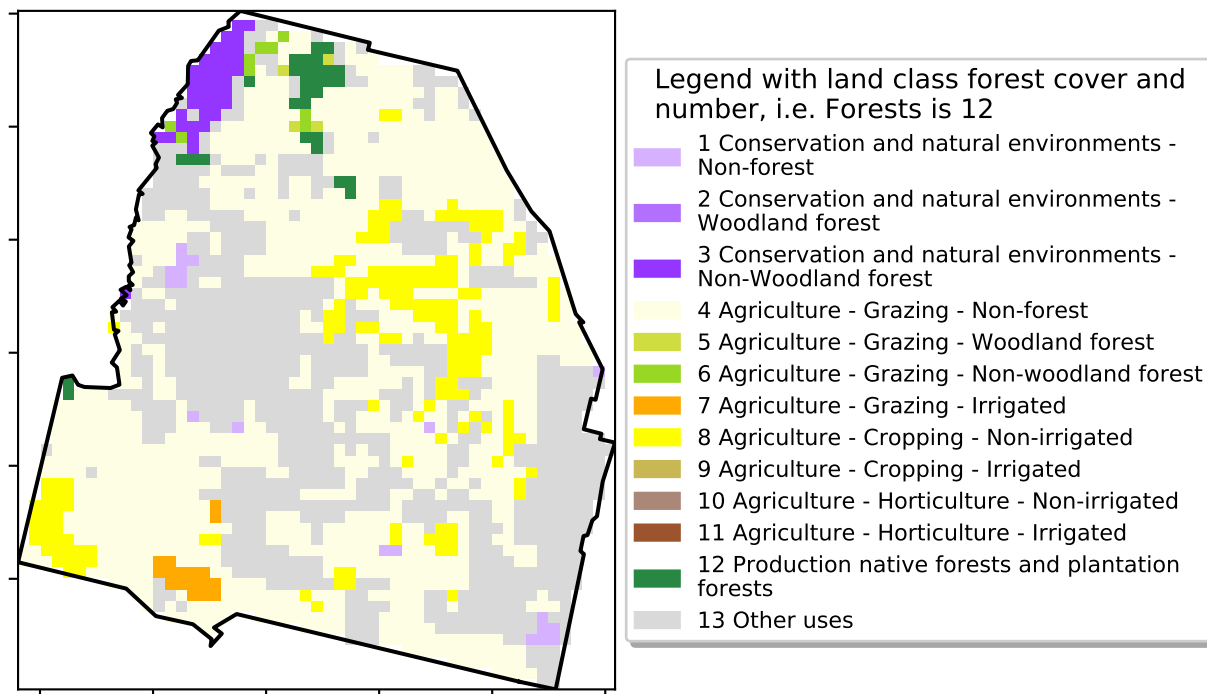 Legend with land class forest cover and
number, i.e. Forests is 12
1 Conservation and natural environments -
Non-forest
2 Conservation and natural environments -
Woodland forest
3 Conservation and natural environments -
Non-Woodland forest
4 Agriculture - Grazing - Non-forest
5 Agriculture - Grazing - Woodland forest
6 Agriculture - Grazing - Non-woodland forest
7 Agriculture - Grazing - Irrigated
8 Agriculture - Cropping - Non-irrigated
9 Agriculture - Cropping - Irrigated
10 Agriculture - Horticulture - Non-irrigated
11 Agriculture - Horticulture - Irrigated
12 Production native forests and plantation
forests
13 Other uses